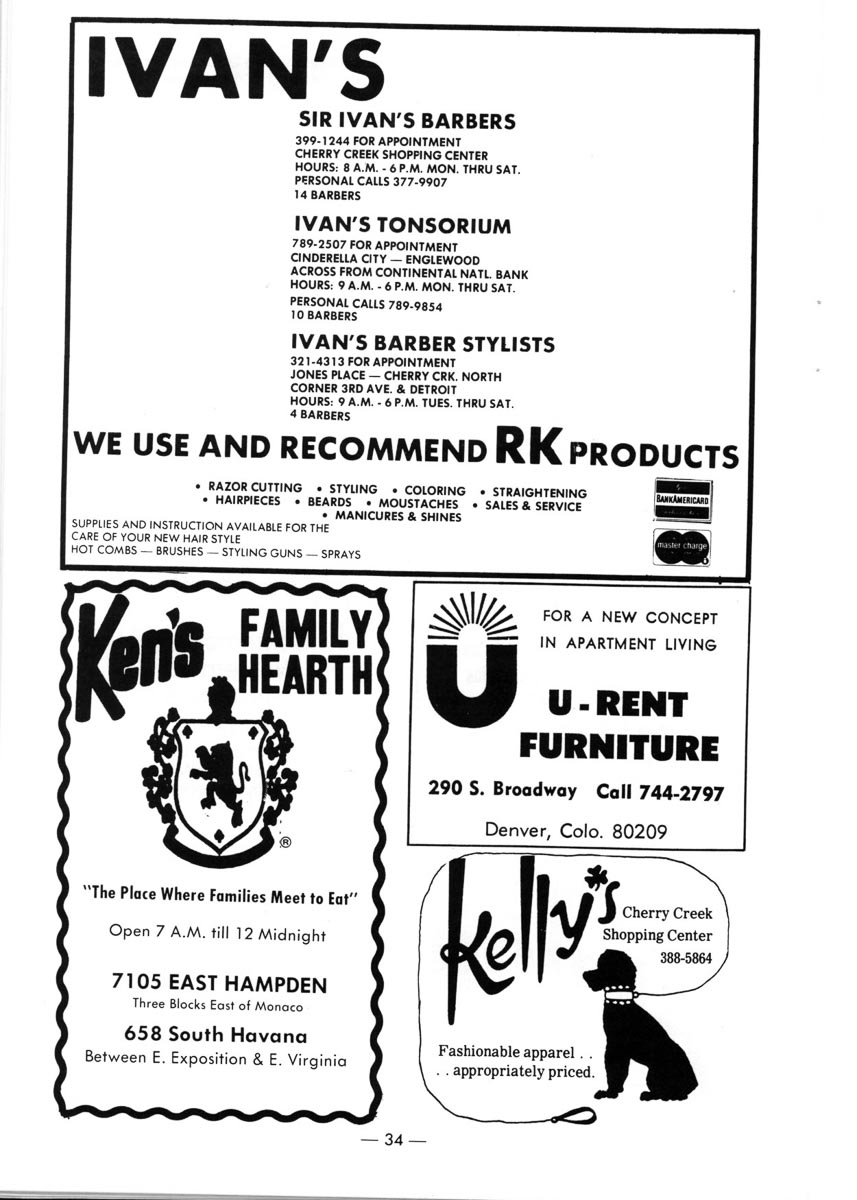 IVAN'S
SIR IVAN'S BARBERS
399-1244 FOR APPOINTMENT
CHERRY CREEK SHOPPING CENTER
HOURS: 8 A.M. - 6 P.M. MON. THRU SAT.
PERSONAL CALLS 377-9907
14 BARBERS
IVAN'S TONSORIUM
789-2507 FOR APPOINTMENT
CINDERELLA CITY — ENGLEWOOD
ACROSS FROM CONTINENTAL NATL. BANK
HOURS: 9 A.M. - 6 P.M. MON. THRU SAT.
PERSONAL CALLS 789-9854
10 BARBERS
IVAN'S BARBER STYLISTS
321-4313 FOR APPOINTMENT
JONES PLACE — CHERRY CRK. NORTH
CORNER 3RD AVE. & DETROIT
HOURS: 9 A.M. - 6 P.M. TUES. THRU SAT.
4 BARBERS
WE USE AND RECOMMEND RK PRODUCTS
• RAZOR CUTTING • STYLING • COLORING • STRAIGHTENING
• HAIRPIECES • BEARDS • MOUSTACHES • SALES & SERVICE
• MANICURES & SHINES
SUPPLIES AND INSTRUCTION AVAILABLE FOR THE
CARE OF YOUR NEW HAIR STYLE
HOT COMBS — BRUSHES — STYLING GUNS — SPRAYS
BANKAMERICARD
master charge
Ken's FAMILY
HEARTH
®
"The Place Where Families Meet to Eat"
Open 7 A.M. till 12 Midnight
7105 EAST HAMPDEN
Three Blocks East of Monaco
658 South Havana
Between E. Exposition & E. Virginia
U
FOR A NEW CONCEPT
IN APARTMENT LIVING
U - RENT
FURNITURE
290 S. Broadway Call 744-2797
Denver, Colo. 80209
Kelly's
Cherry Creek
Shopping Center
388-5864
Fashionable apparel . .
. . appropriately priced.
— 34 —